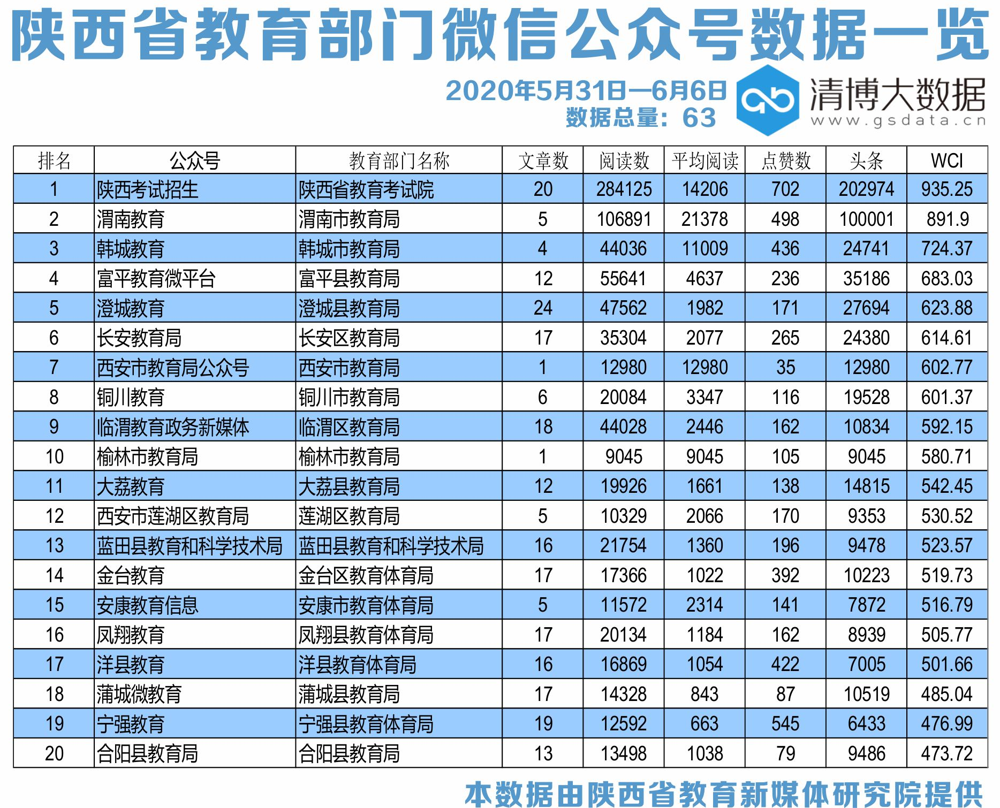 陕西省教育部门微信公众号数据一览
2020年5月31日—6月6日
数据总量：63
清博大数据
www.gsdata.cn
排名 公众号 教育部门名称 文章数 阅读数 平均阅读 点赞数 头条 WCI
1 陕西考试招生 陕西省教育考试院 20 284125 14206 702 202974 935.25
2 渭南教育 渭南市教育局 5 106891 21378 498 100001 891.9
3 韩城教育 韩城市教育局 4 44036 11009 436 24741 724.37
4 富平教育微平台 富平县教育局 12 55641 4637 236 35186 683.03
5 澄城教育 澄城县教育局 24 47562 1982 171 27694 623.88
6 长安教育局 长安区教育局 17 35304 2077 265 24380 614.61
7 西安市教育局公众号 西安市教育局 1 12980 12980 35 12980 602.77
8 铜川教育 铜川市教育局 6 20084 3347 116 19528 601.37
9 临渭教育政务新媒体 临渭区教育局 18 44028 2446 162 10834 592.15
10 榆林市教育局 榆林市教育局 1 9045 9045 105 9045 580.71
11 大荔教育 大荔县教育局 12 19926 1661 138 14815 542.45
12 西安市莲湖区教育局 莲湖区教育局 5 10329 2066 170 9353 530.52
13 蓝田县教育和科学技术局 蓝田县教育和科学技术局 16 21754 1360 196 9478 523.57
14 金台教育 金台区教育体育局 17 17366 1022 392 10223 519.73
15 安康教育信息 安康市教育体育局 5 11572 2314 141 7872 516.79
16 凤翔教育 凤翔县教育体育局 17 20134 1184 162 8939 505.77
17 洋县教育 洋县教育体育局 16 16869 1054 422 7005 501.66
18 蒲城微教育 蒲城县教育局 17 14328 843 87 10519 485.04
19 宁强教育 宁强县教育体育局 19 12592 663 545 6433 476.99
20 合阳县教育局 合阳县教育局 13 13498 1038 79 9486 473.72
本数据由陕西省教育新媒体研究院提供